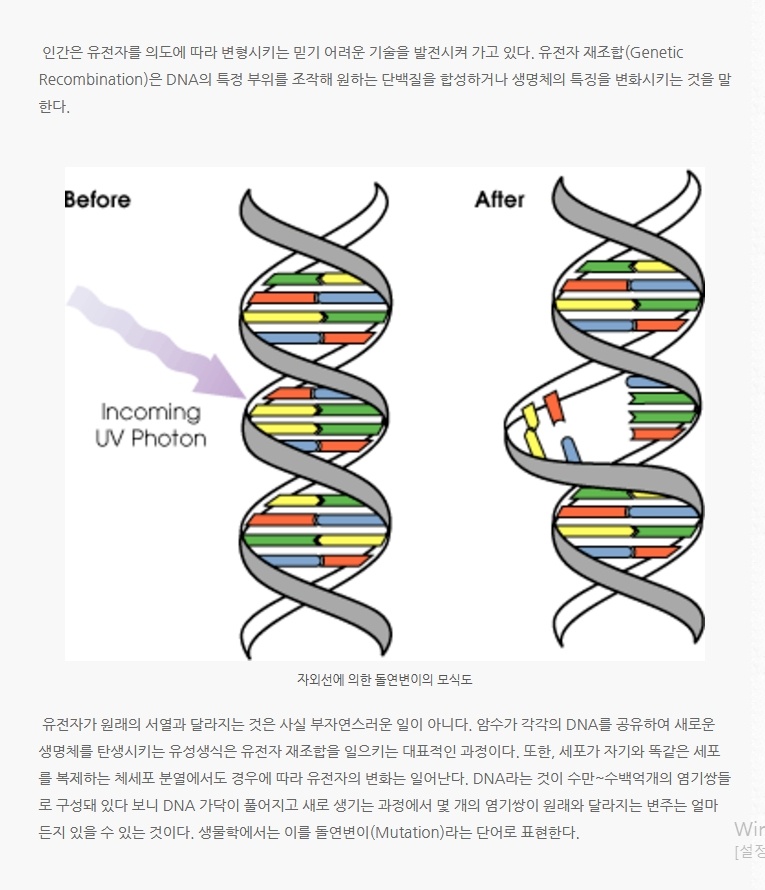 인간은 유전자를 의도에 따라 변형시키는 믿기 어려운 기술을 발전시켜 가고 있다. 유전자 재조합(Genetic
Recombination)은 DNA의 특정 부위를 조작해 원하는 단백질을 합성하거나 생명체의 특징을 변화시키는 것을 말
한다.
Before
After
Incoming
UV Photon
자외선에 의한 돌연변이의 모식도
유전자가 원래의 서열과 달라지는 것은 사실 부자연스러운 일이 아니다. 암수가 각각의 DNA를 공유하여 새로운
생명체를 탄생시키는 유성생식은 유전자 재조합을 일으키는 대표적인 과정이다. 또한, 세포가 자기와 똑같은 세포
를 복제하는 체세포 분열에서도 경우에 따라 유전자의 변화는 일어난다. DNA라는 것이 수만~수백억개의 염기쌍들
로 구성돼 있다 보니 DNA 가닥이 풀어지고 새로 생기는 과정에서 몇 개의 염기쌍이 원래와 달라지는 변주는 얼마
든지 있을 수 있는 것이다. 생물학에서는 이를 돌연변이(Mutation)라는 단어로 표현한다.
Wir
[설정